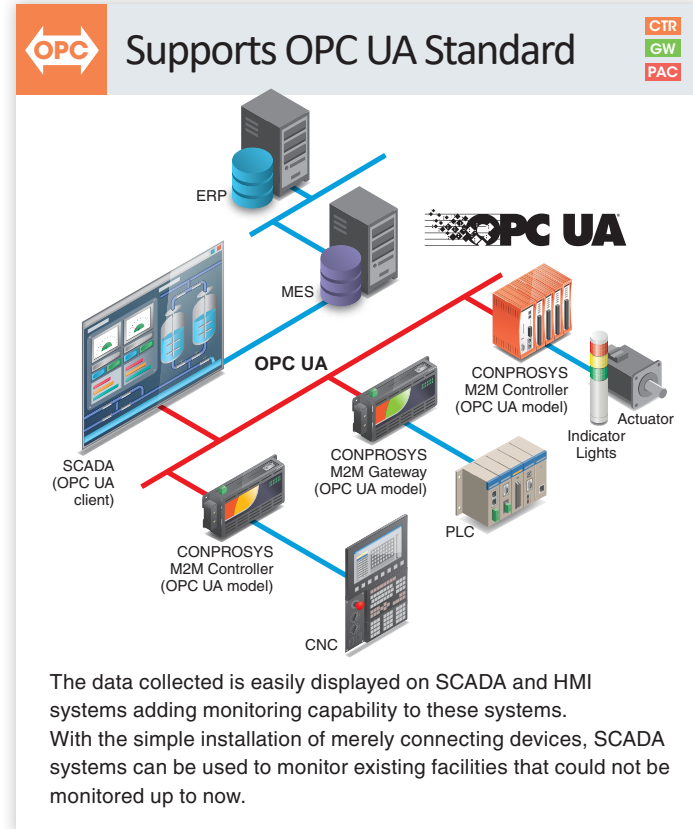 OPC
Supports OPC UA Standard
CTR
GW
PAC
ERP
OPC UA
MES
OPC UA
CONPROSYS
M2M Controller
(OPC UA model)
Actuator
Indicator
Lights
CONPROSYS
M2M Gateway
(OPC UA model)
SCADA
(OPC UA
client)
PLC
CONPROSYS
M2M Controller
(OPC UA model)
CNC
The data collected is easily displayed on SCADA and HMI
systems adding monitoring capability to these systems.
With the simple installation of merely connecting devices, SCADA
systems can be used to monitor existing facilities that could not be
monitored up to now.